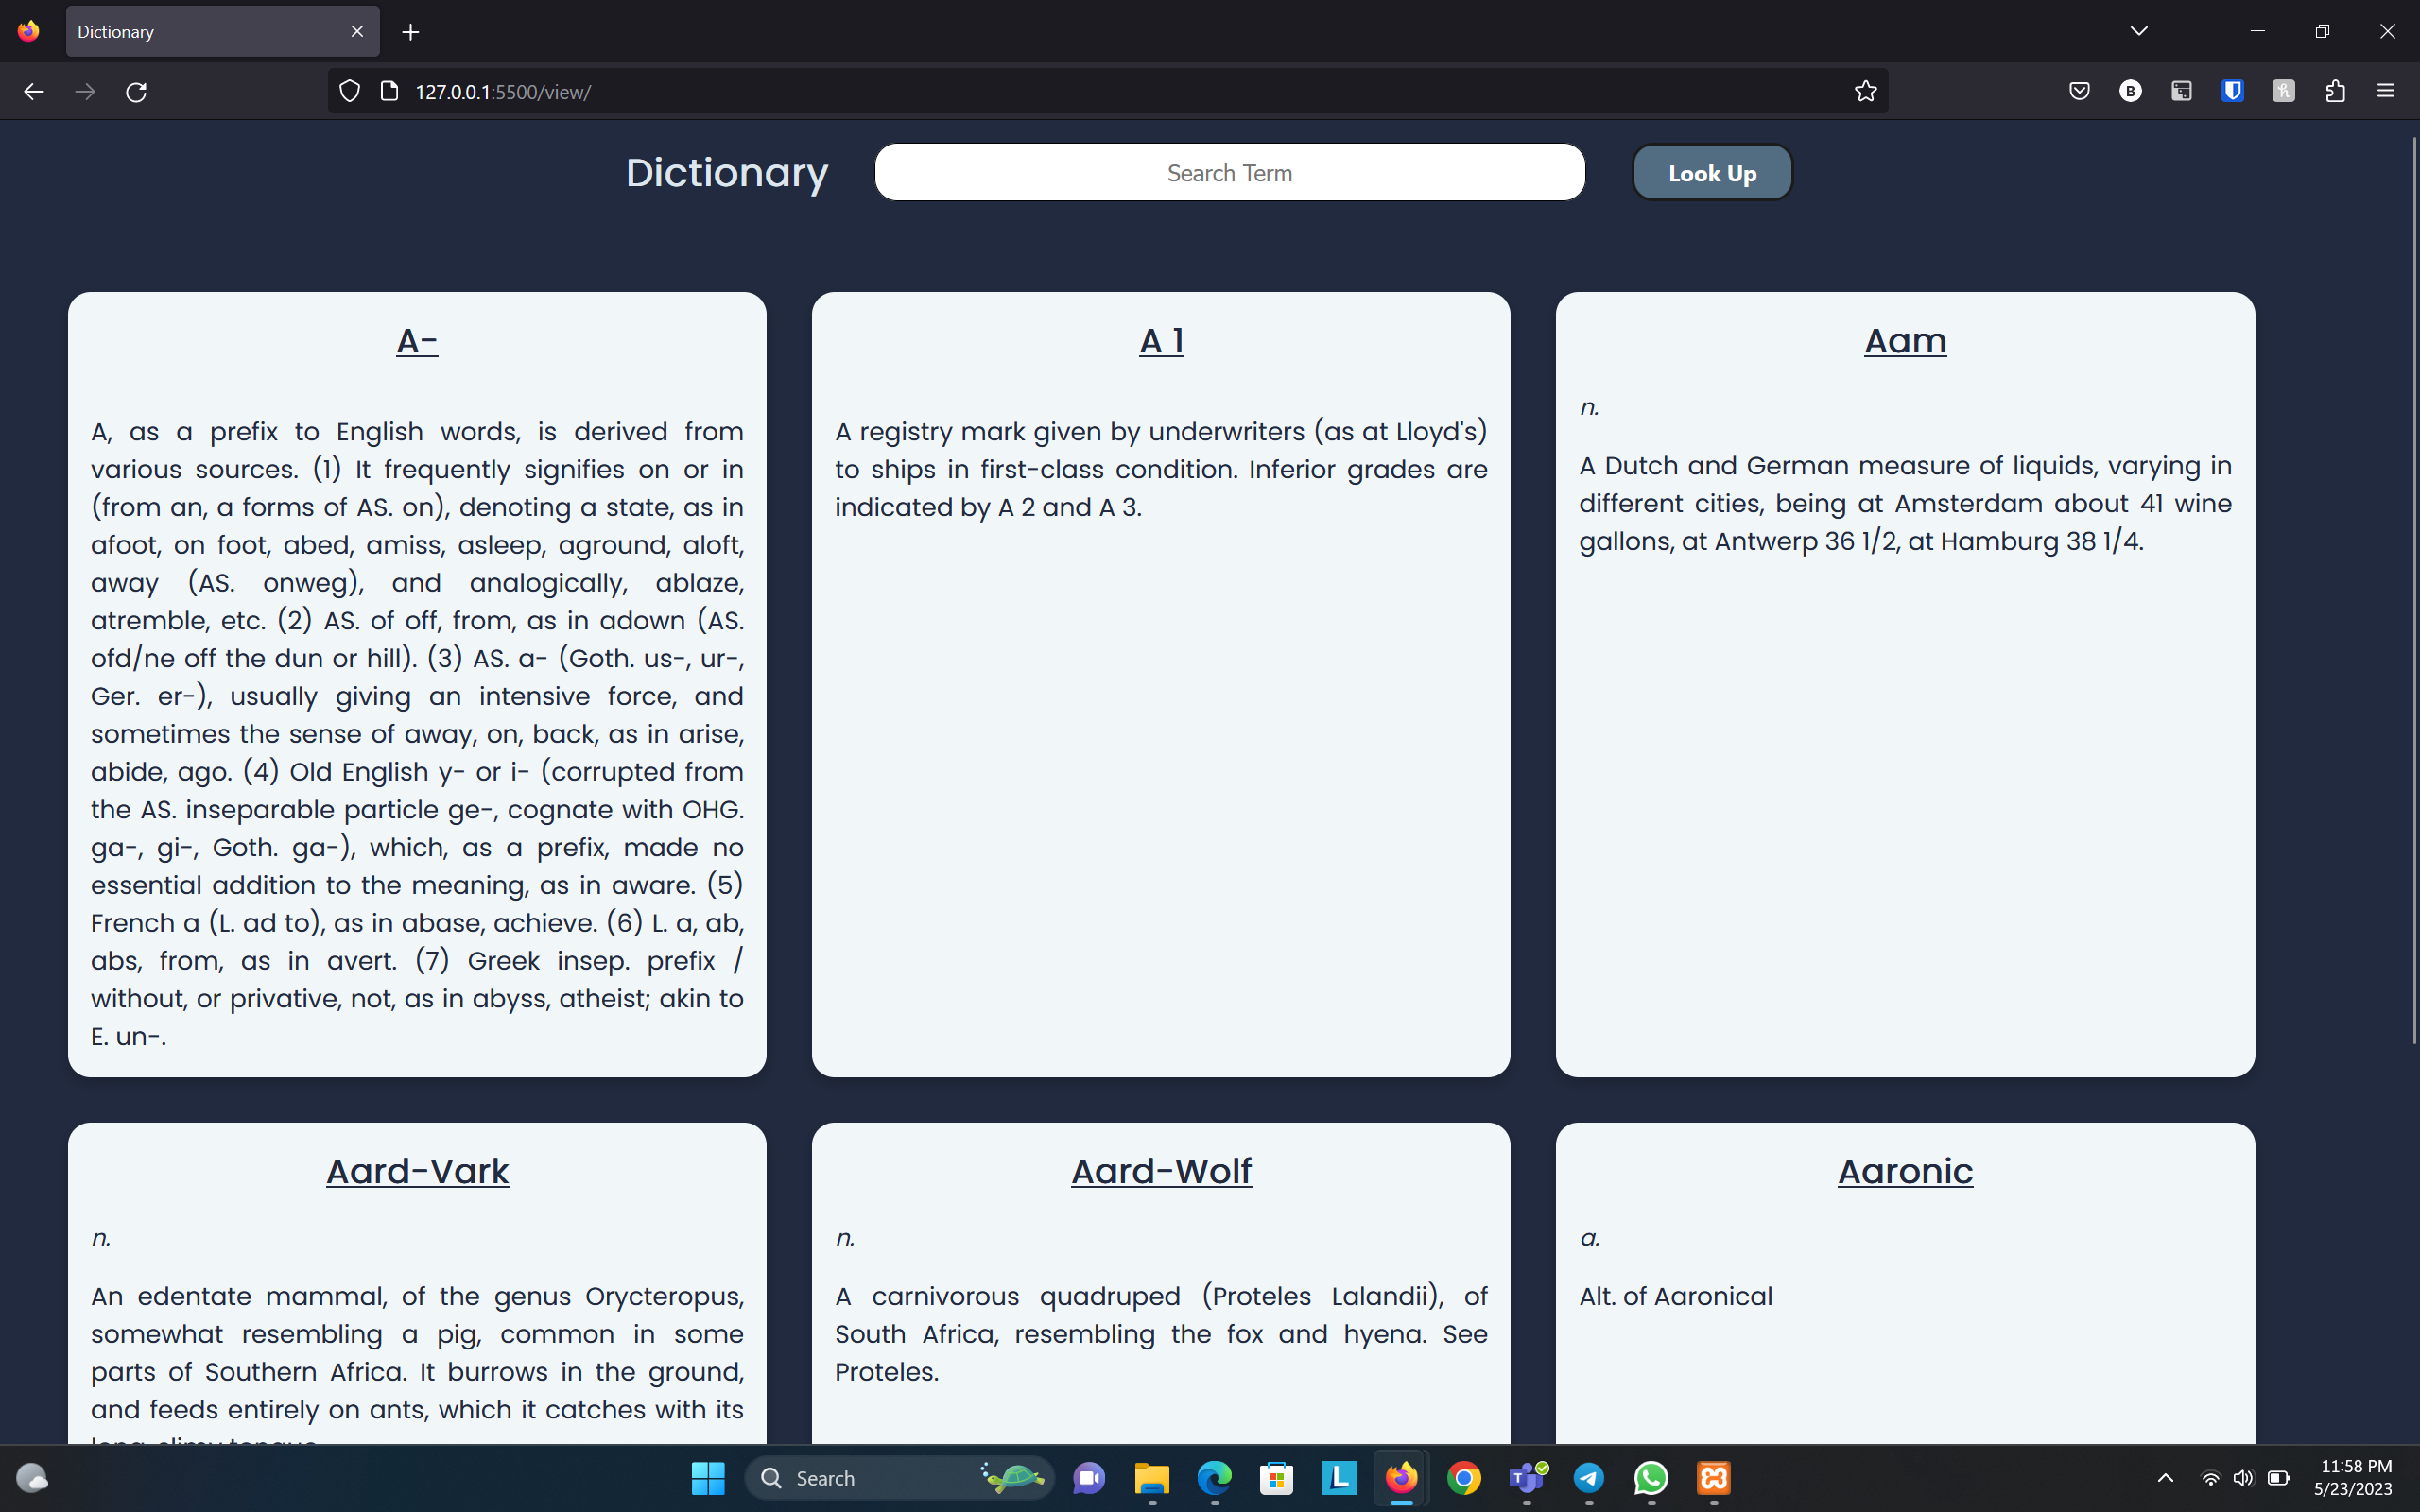 Dictionary
127.0.0.1:5500/view/
Dictionary
Search Term
Look Up
A-
A, as a prefix to English words, is derived from
various sources. (1) It frequently signifies on or in
(from an, a forms of AS. on), denoting a state, as in
afoot, on foot, abed, amiss, asleep, aground, aloft,
away (AS. onweg), and analogically, ablaze,
atremble, etc. (2) AS. of off, from, as in adown (AS.
ofd/ne off the dun or hill). (3) AS. a- (Goth. us-, ur-,
Ger. er-), usually giving an intensive force, and
sometimes the sense of away, on, back, as in arise,
abide, ago. (4) Old English y- or i- (corrupted from
the AS. inseparable particle ge-, cognate with OHG.
ga-, gi-, Goth. ga-), which, as a prefix, made no
essential addition to the meaning, as in aware. (5)
French a (L. ad to), as in abase, achieve. (6) L. a, ab,
abs, from, as in avert. (7) Greek insep. prefix /
without, or privative, not, as in abyss, atheist; akin to
E. un-.
A 1
A registry mark given by underwriters (as at Lloyd's)
to ships in first-class condition. Inferior grades are
indicated by A 2 and A 3.
Aam
n.
A Dutch and German measure of liquids, varying in
different cities, being at Amsterdam about 41 wine
gallons, at Antwerp 36 1/2, at Hamburg 38 1/4.
Aard-Vark
n.
An edentate mammal, of the genus Orycteropus,
somewhat resembling a pig, common in some
parts of Southern Africa. It burrows in the ground,
and feeds entirely on ants, which it catches with its
long, slimy tongue.
Aard-Wolf
n.
A carnivorous quadruped (Proteles Lalandii), of
South Africa, resembling the fox and hyena. See
Proteles.
Aaronic
a.
Alt. of Aaronical
Search
11:58 PM
5/23/2023